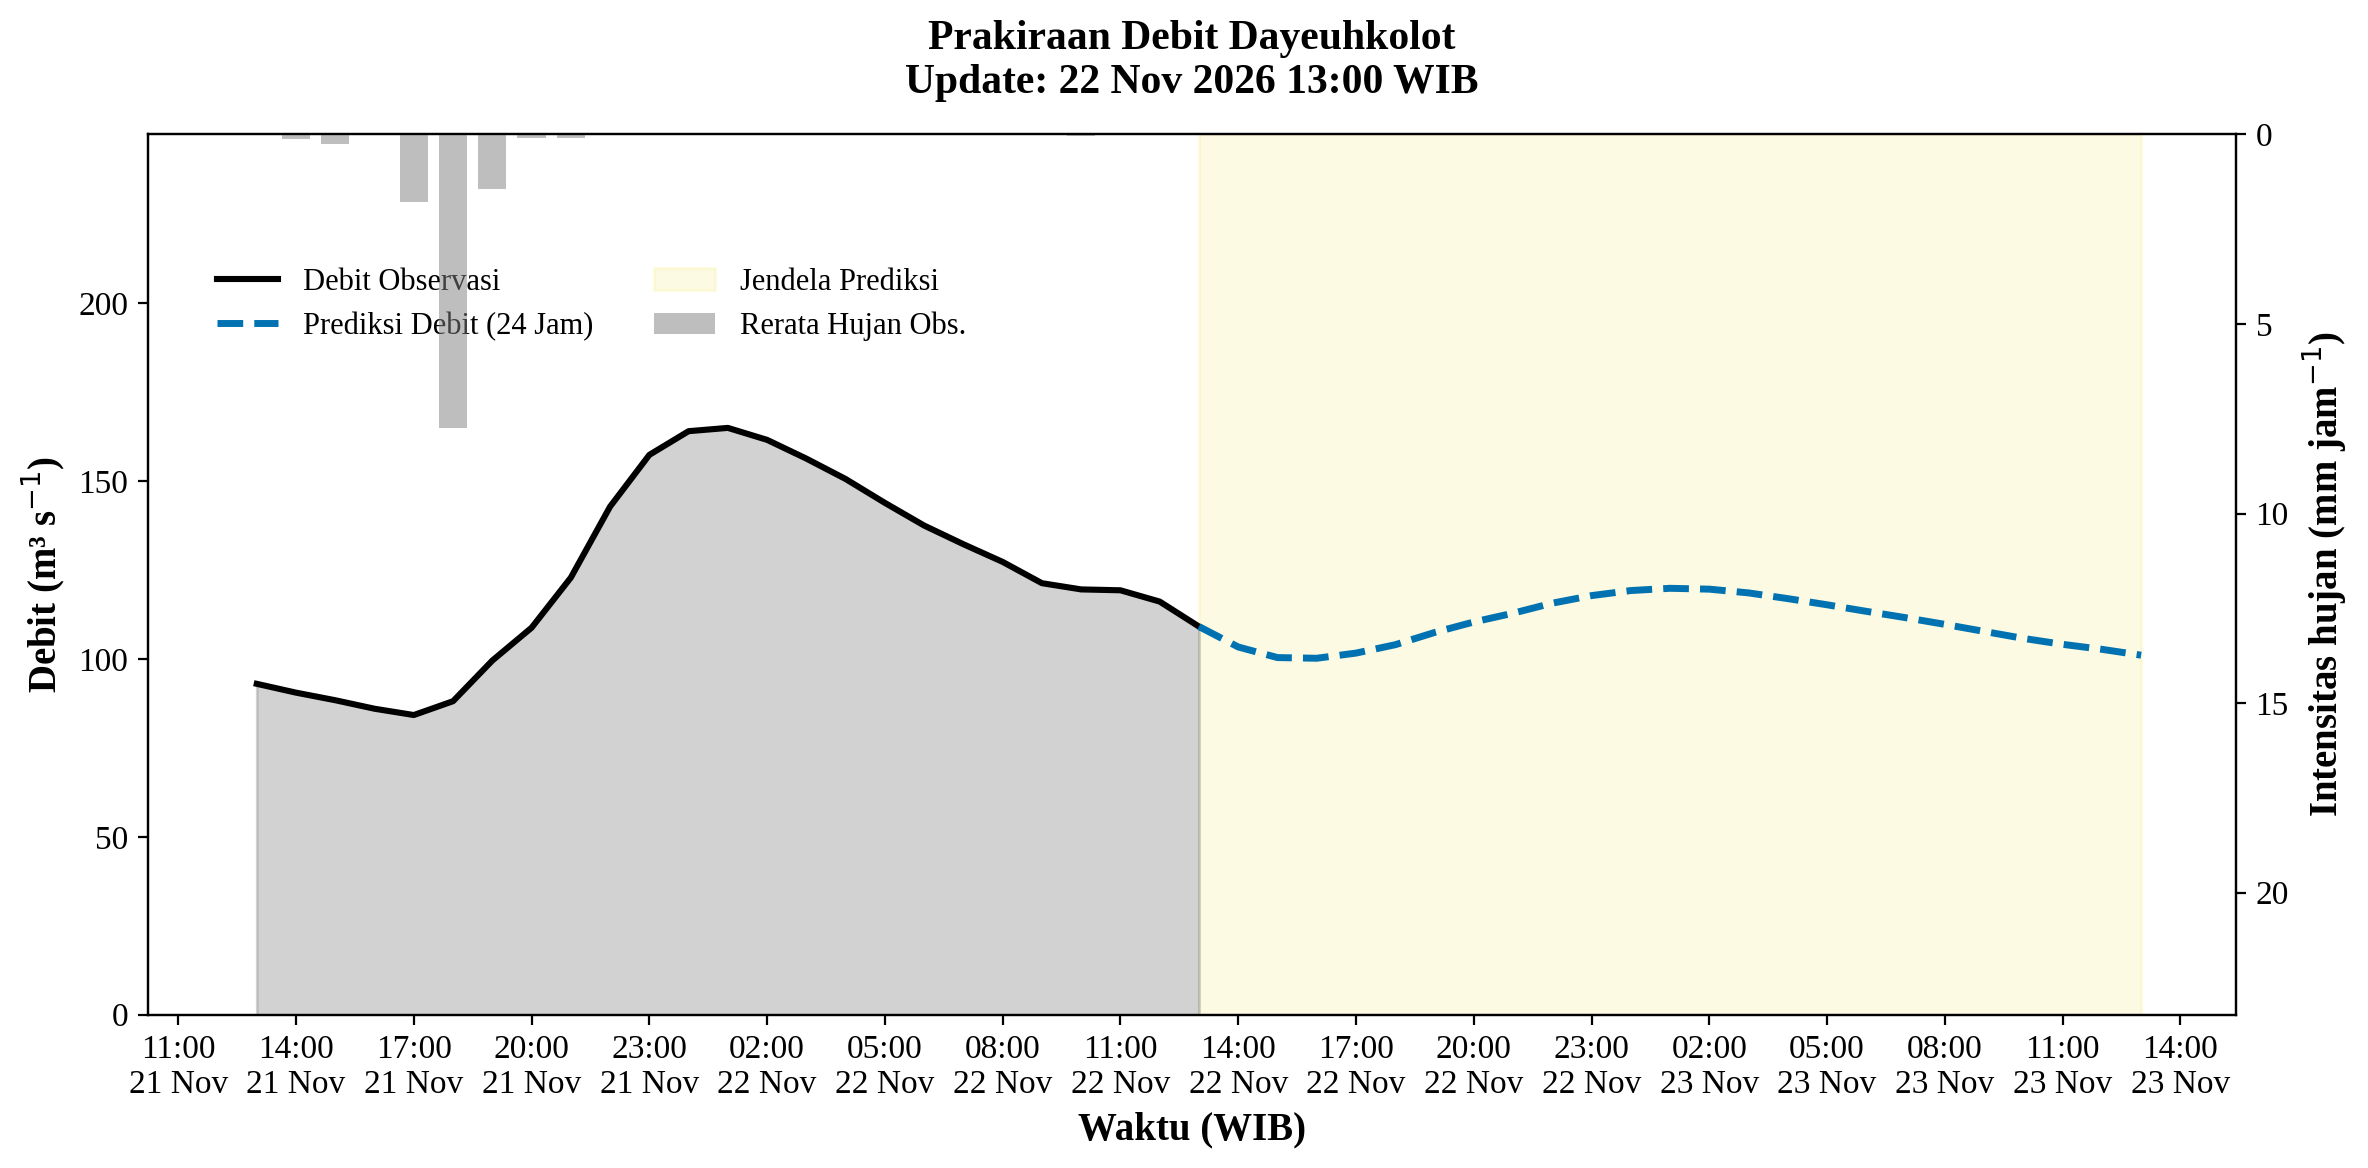 Prakiraan Debit Dayeuhkolot
Update: 22 Nov 2026 13:00 WIB
Debit Observasi
Prediksi Debit (24 Jam)
Jendela Prediksi
Rerata Hujan Obs.
Debit (m³ s⁻¹)
200
150
100
50
0
0
5
10
15
20
Intensitas hujan (mm jam⁻¹)
11:00 14:00 17:00 20:00 23:00 02:00 05:00 08:00 11:00 14:00 17:00 20:00 23:00 02:00 05:00 08:00 11:00 14:00
21 Nov 21 Nov 21 Nov 21 Nov 21 Nov 22 Nov 22 Nov 22 Nov 22 Nov 22 Nov 22 Nov 22 Nov 22 Nov 23 Nov 23 Nov 23 Nov 23 Nov 23 Nov
Waktu (WIB)